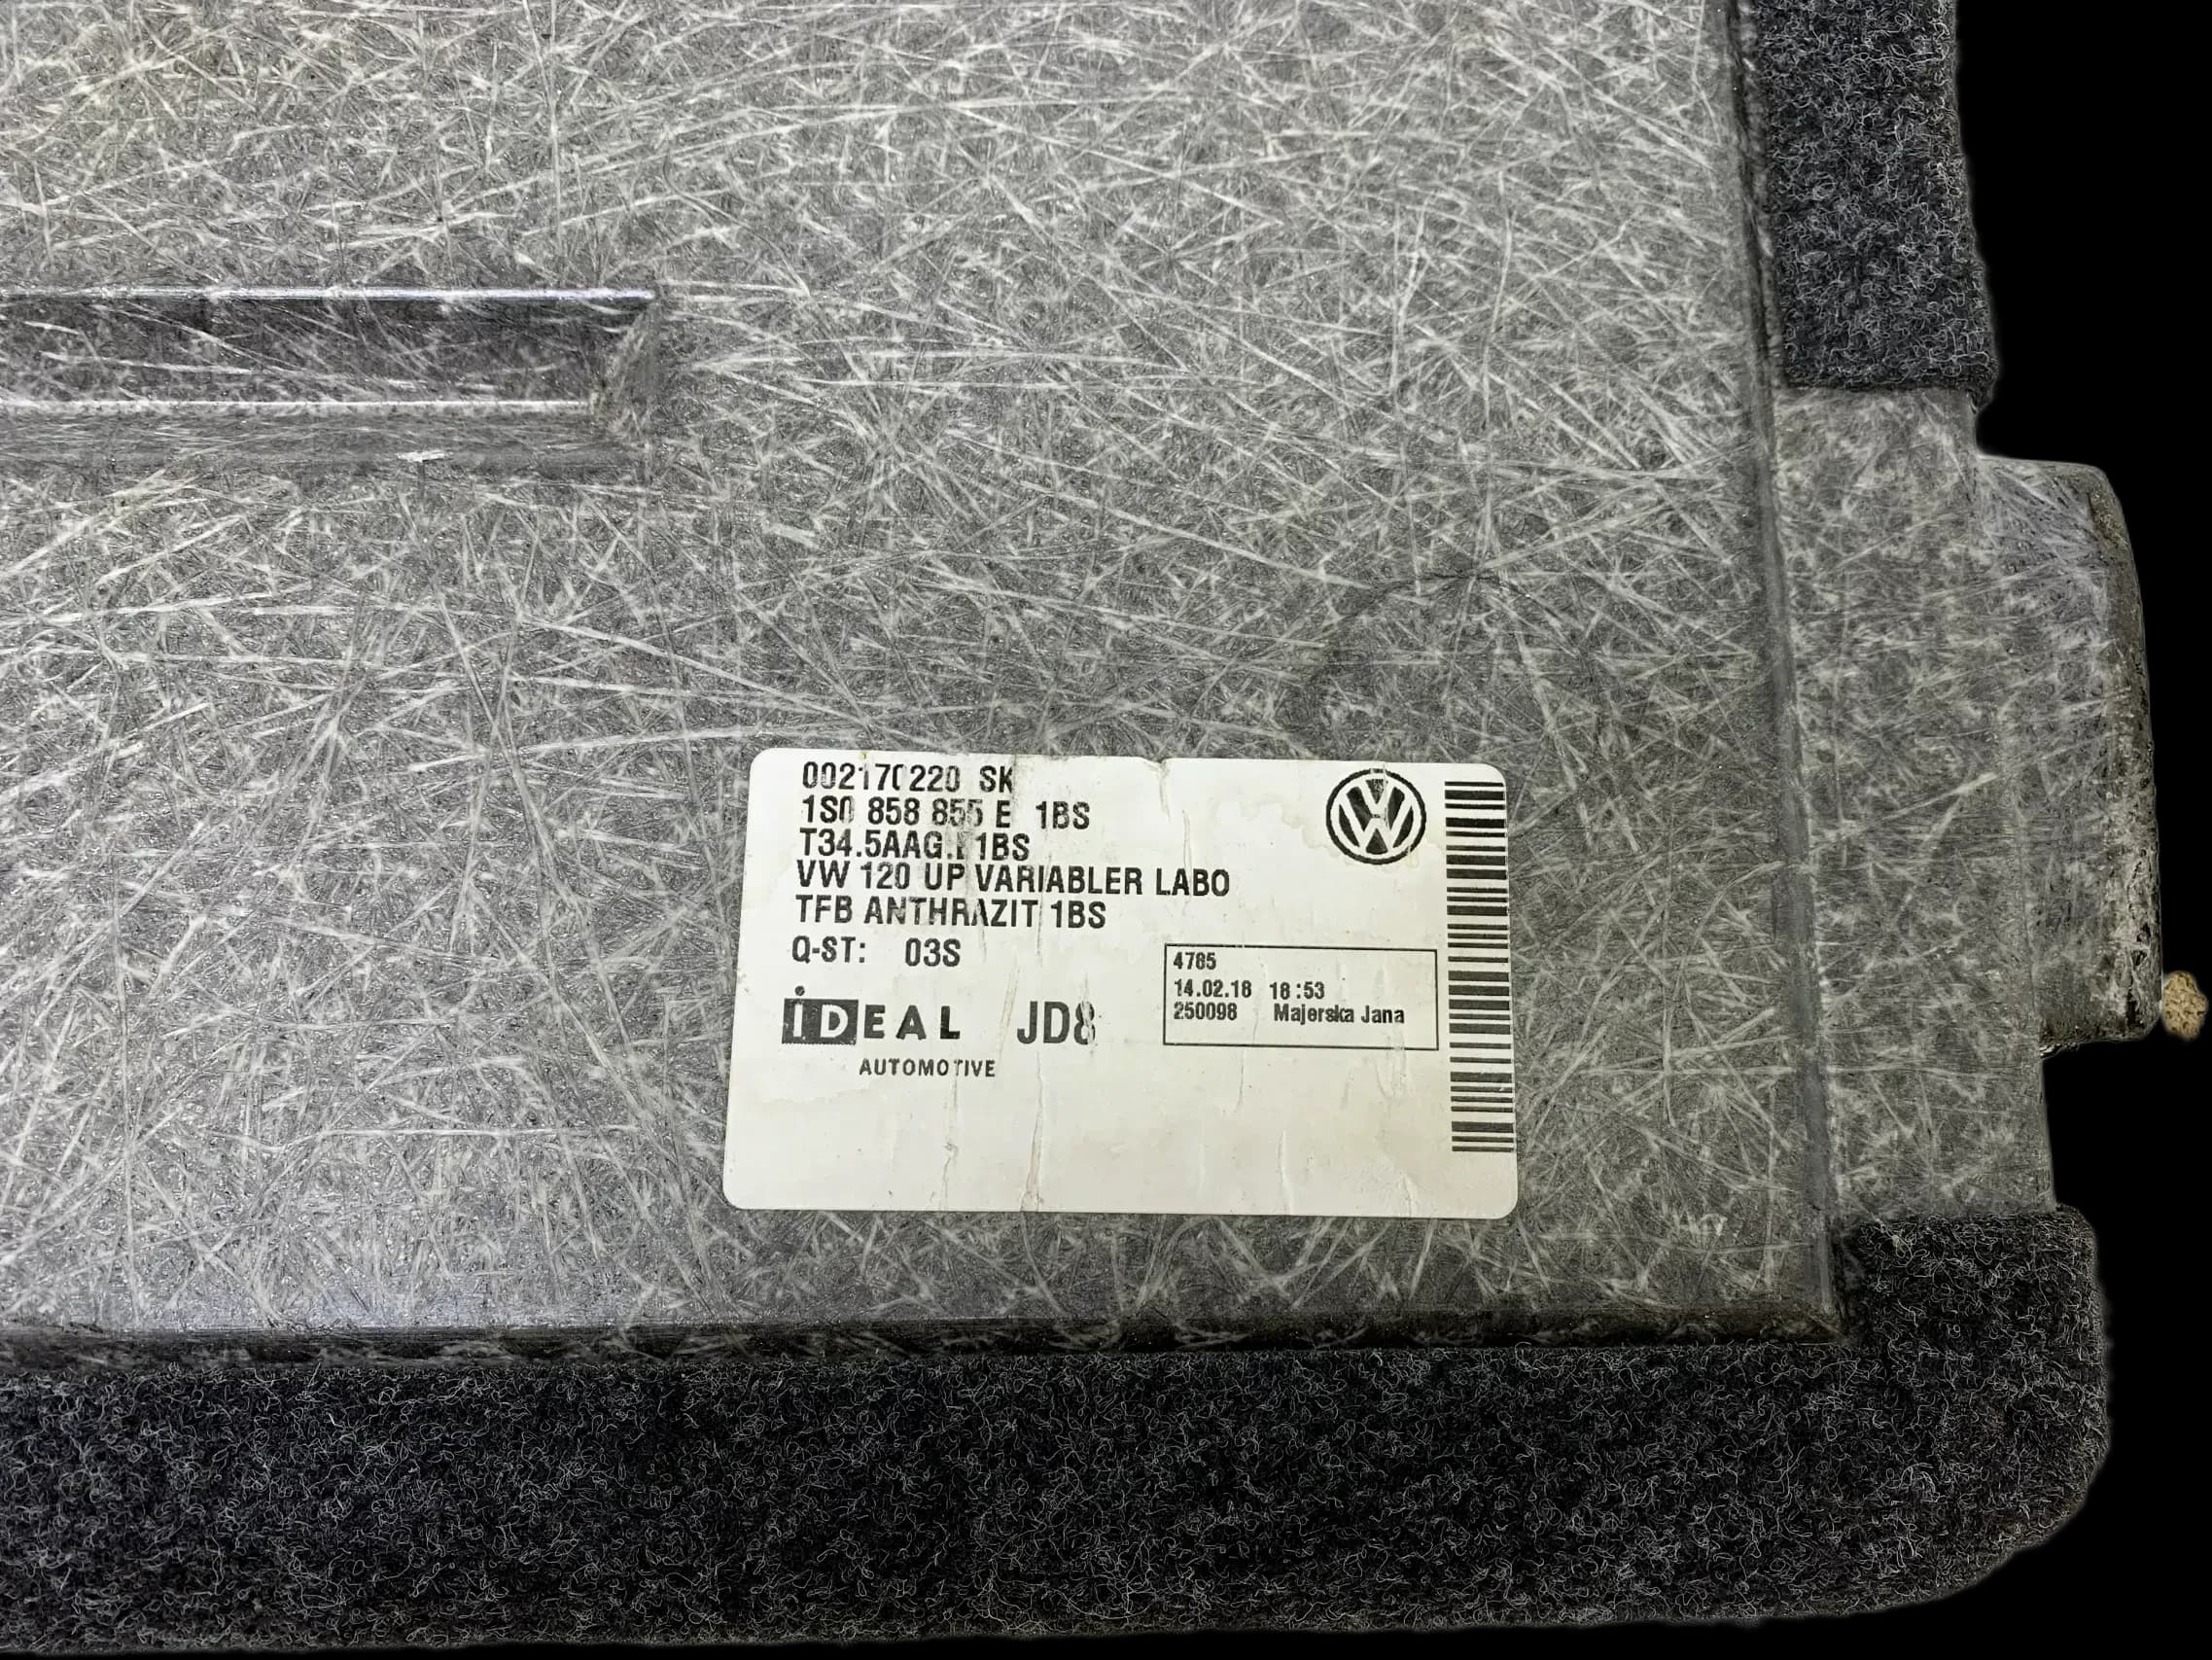 002170220 SK
1S0 858 855 E 1BS
1BS
VW 120 UP VARIABLER LABO
TFB ANTHRAZIT 1BS
Q-ST: 03S
4785
14.02.18 18:53
250098 Majerska Jana
iDEAL JD8
AUTOMOTIVE